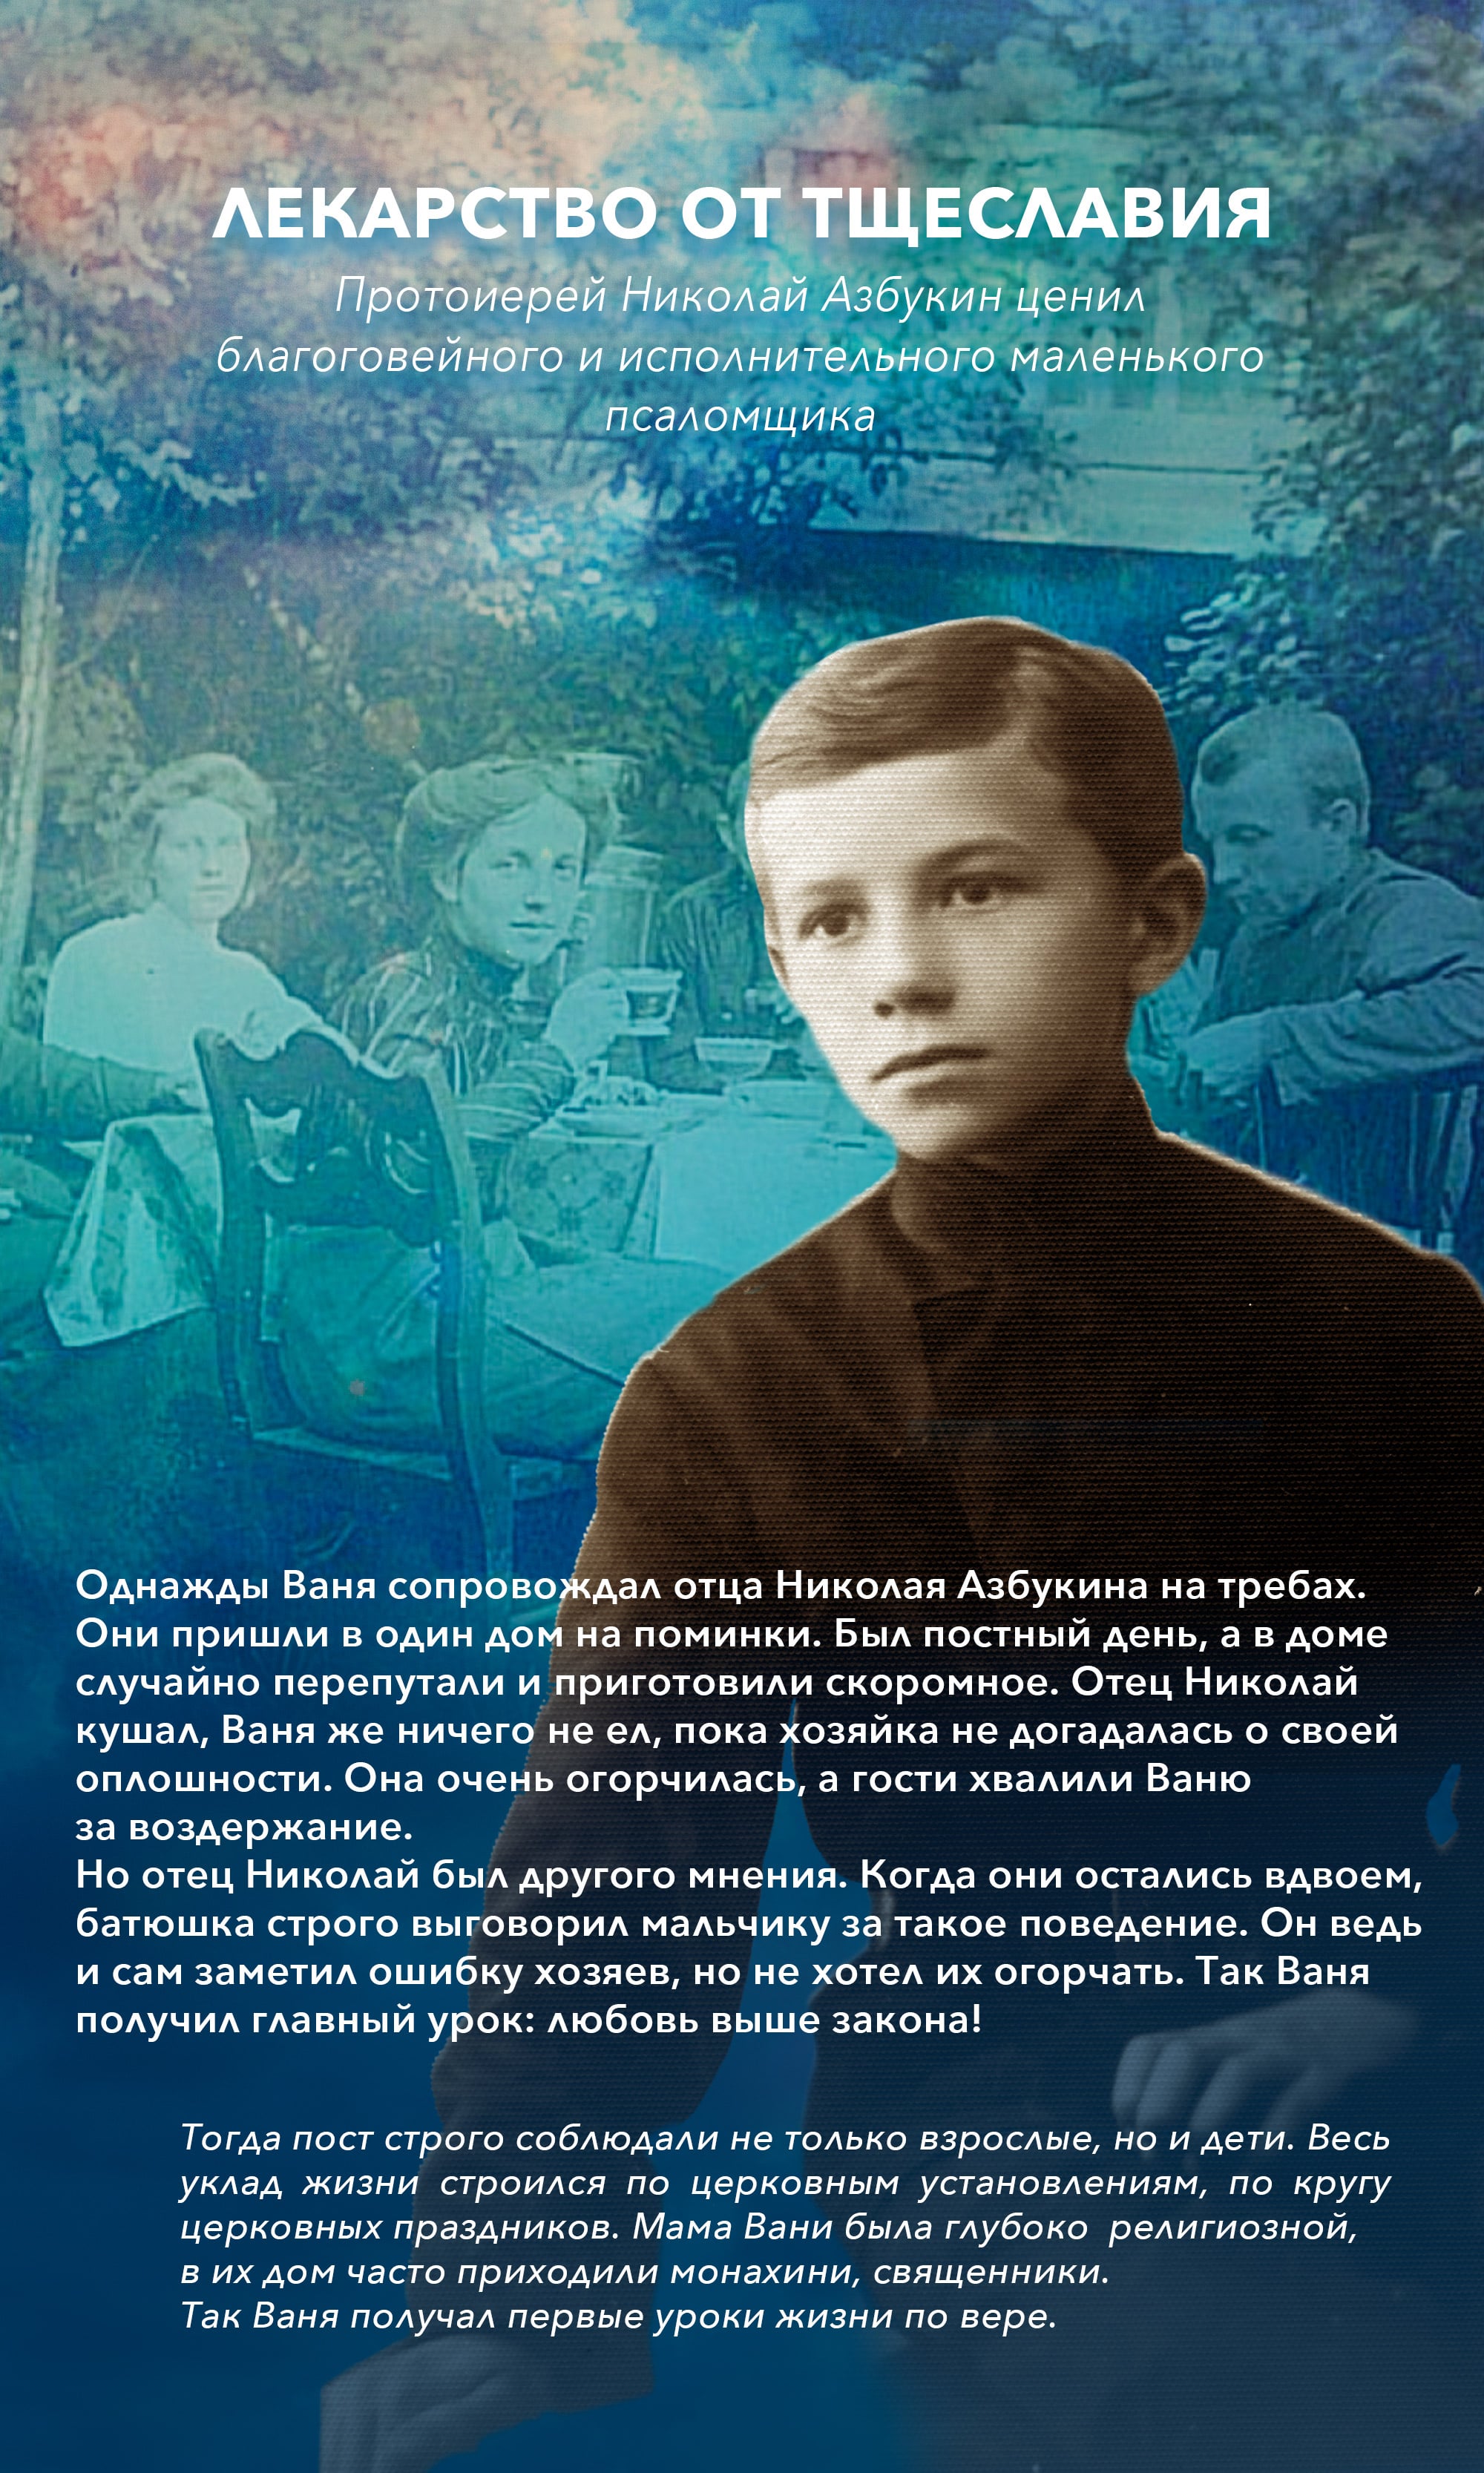 ЛЕКАРСТВО ОТ ТЩЕСЛАВИЯ
Протоиерей Николай Азбукин ценил
благоговейного и исполнительного маленького
псаломщика
Однажды Ваня сопровождал отца Николая Азбукина на требах.
Они пришли в один дом на поминки. Был постный день, а в доме
случайно перепутали и приготовили скоромное. Отец Николай
кушал, Ваня же ничего не ел, пока хозяйка не догадалась о своей
оплошности. Она очень огорчилась, а гости хвалили Ваню
за воздержание.
Но отец Николай был другого мнения. Когда они остались вдвоем,
батюшка строго выговорил мальчику за такое поведение. Он ведь
и сам заметил ошибку хозяев, но не хотел их огорчать. Так Ваня
получил главный урок: любовь выше закона!
Тогда пост строго соблюдали не только взрослые, но и дети. Весь
уклад жизни строился по церковным установлениям, по кругу
церковных праздников. Мама Вани была глубоко религиозной,
в их дом часто приходили монахини, священники.
Так Ваня получал первые уроки жизни по вере.